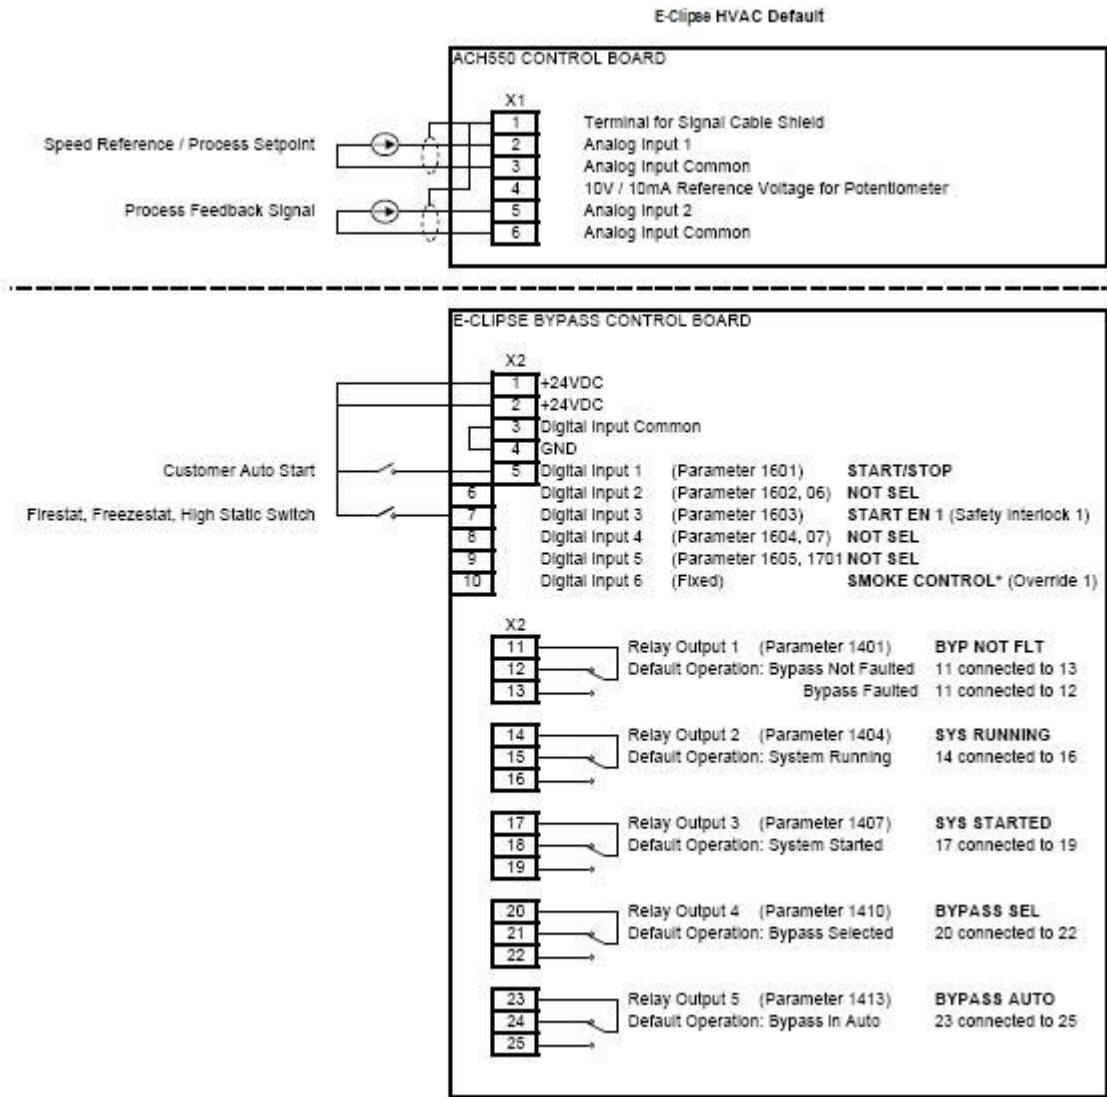 E-Clipse HVAC Default
ACH550 CONTROL BOARD
X1
1 Terminal for Signal Cable Shield
Speed Reference / Process Setpoint 2 Analog Input 1
3 Analog Input Common
4 10V / 10mA Reference Voltage for Potentiometer
Process Feedback Signal 5 Analog Input 2
6 Analog Input Common
E-CLIPSE BYPASS CONTROL BOARD
X2
1 +24VDC
2 +24VDC
3 Digital Input Common
4 GND
Customer Auto Start 5 Digital Input 1 (Parameter 1601) START/STOP
6 Digital Input 2 (Parameter 1602, 06) NOT SEL
Firestat, Freezestat, High Static Switch 7 Digital Input 3 (Parameter 1603) START EN 1 (Safety Interlock 1)
8 Digital Input 4 (Parameter 1604, 07) NOT SEL
9 Digital Input 5 (Parameter 1605, 1701 NOT SEL
10 Digital Input 6 (Fixed) SMOKE CONTROL* (Override 1)
X2
11 Relay Output 1 (Parameter 1401) BYP NOT FLT
12 Default Operation: Bypass Not Faulted 11 connected to 13
13 Bypass Faulted 11 connected to 12
14 Relay Output 2 (Parameter 1404) SYS RUNNING
15 Default Operation: System Running 14 connected to 16
16
17 Relay Output 3 (Parameter 1407) SYS STARTED
18 Default Operation: System Started 17 connected to 19
19
20 Relay Output 4 (Parameter 1410) BYPASS SEL
21 Default Operation: Bypass Selected 20 connected to 22
22
23 Relay Output 5 (Parameter 1413) BYPASS AUTO
24 Default Operation: Bypass In Auto 23 connected to 25
25